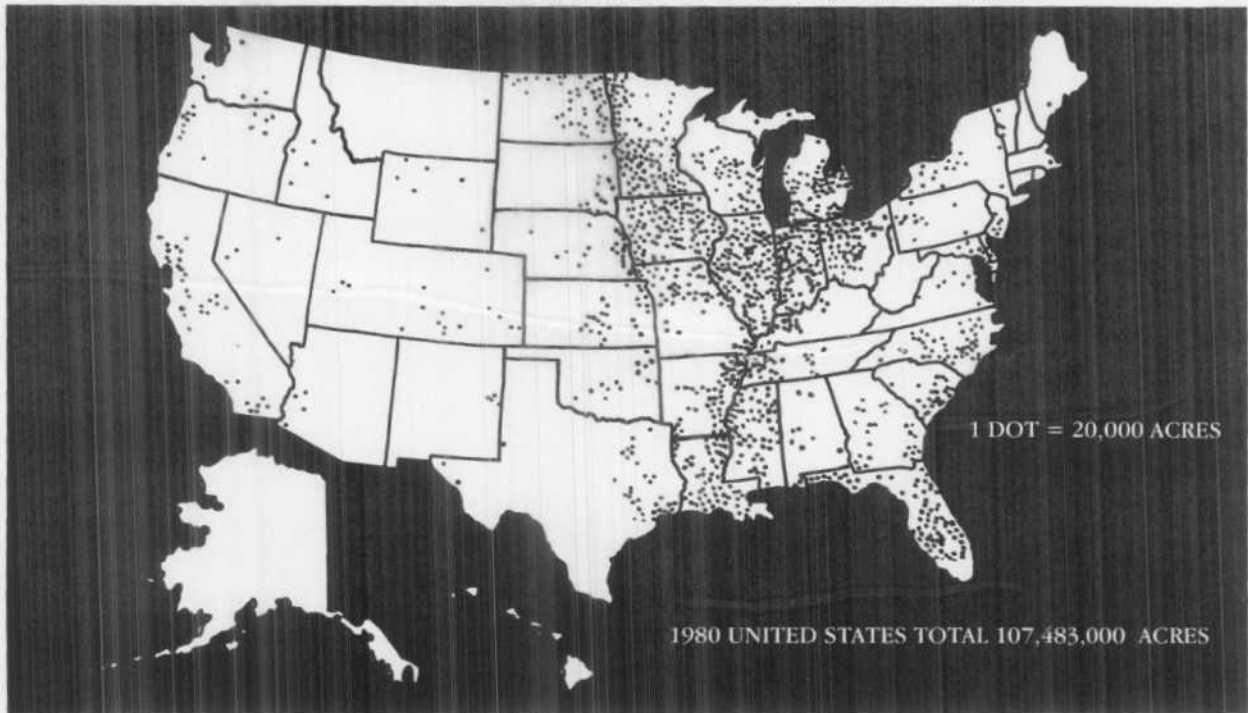 1 DOT = 20,000 ACRES
1980 UNITED STATES TOTAL 107,483,000 ACRES